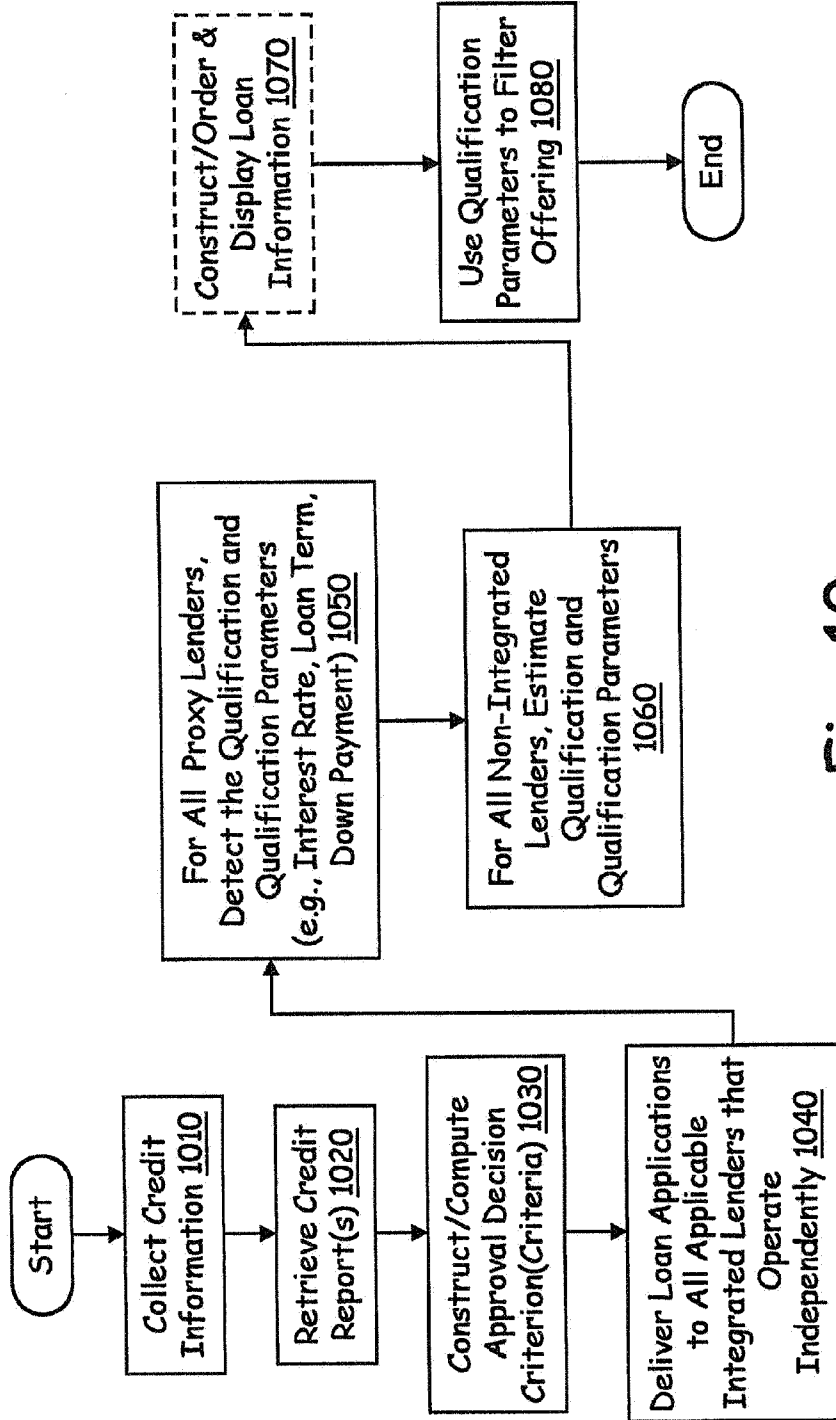 Start
Collect Credit
Information 1010
Retrieve Credit
Report(s) 1020
Construct/Compute
Approval Decision
Criterion(Criteria) 1030
Deliver Loan Applications
to All Applicable
Integrated Lenders that
Operate
Independently 1040
For All Proxy Lenders,
Detect the Qualification and
Qualification Parameters
(e.g., Interest Rate, Loan Term,
Down Payment) 1050
For All Non-Integrated
Lenders, Estimate
Qualification and
Qualification Parameters
1060
Construct/Order &
Display Loan
Information 1070
Use Qualification
Parameters to Filter
Offering 1080
End